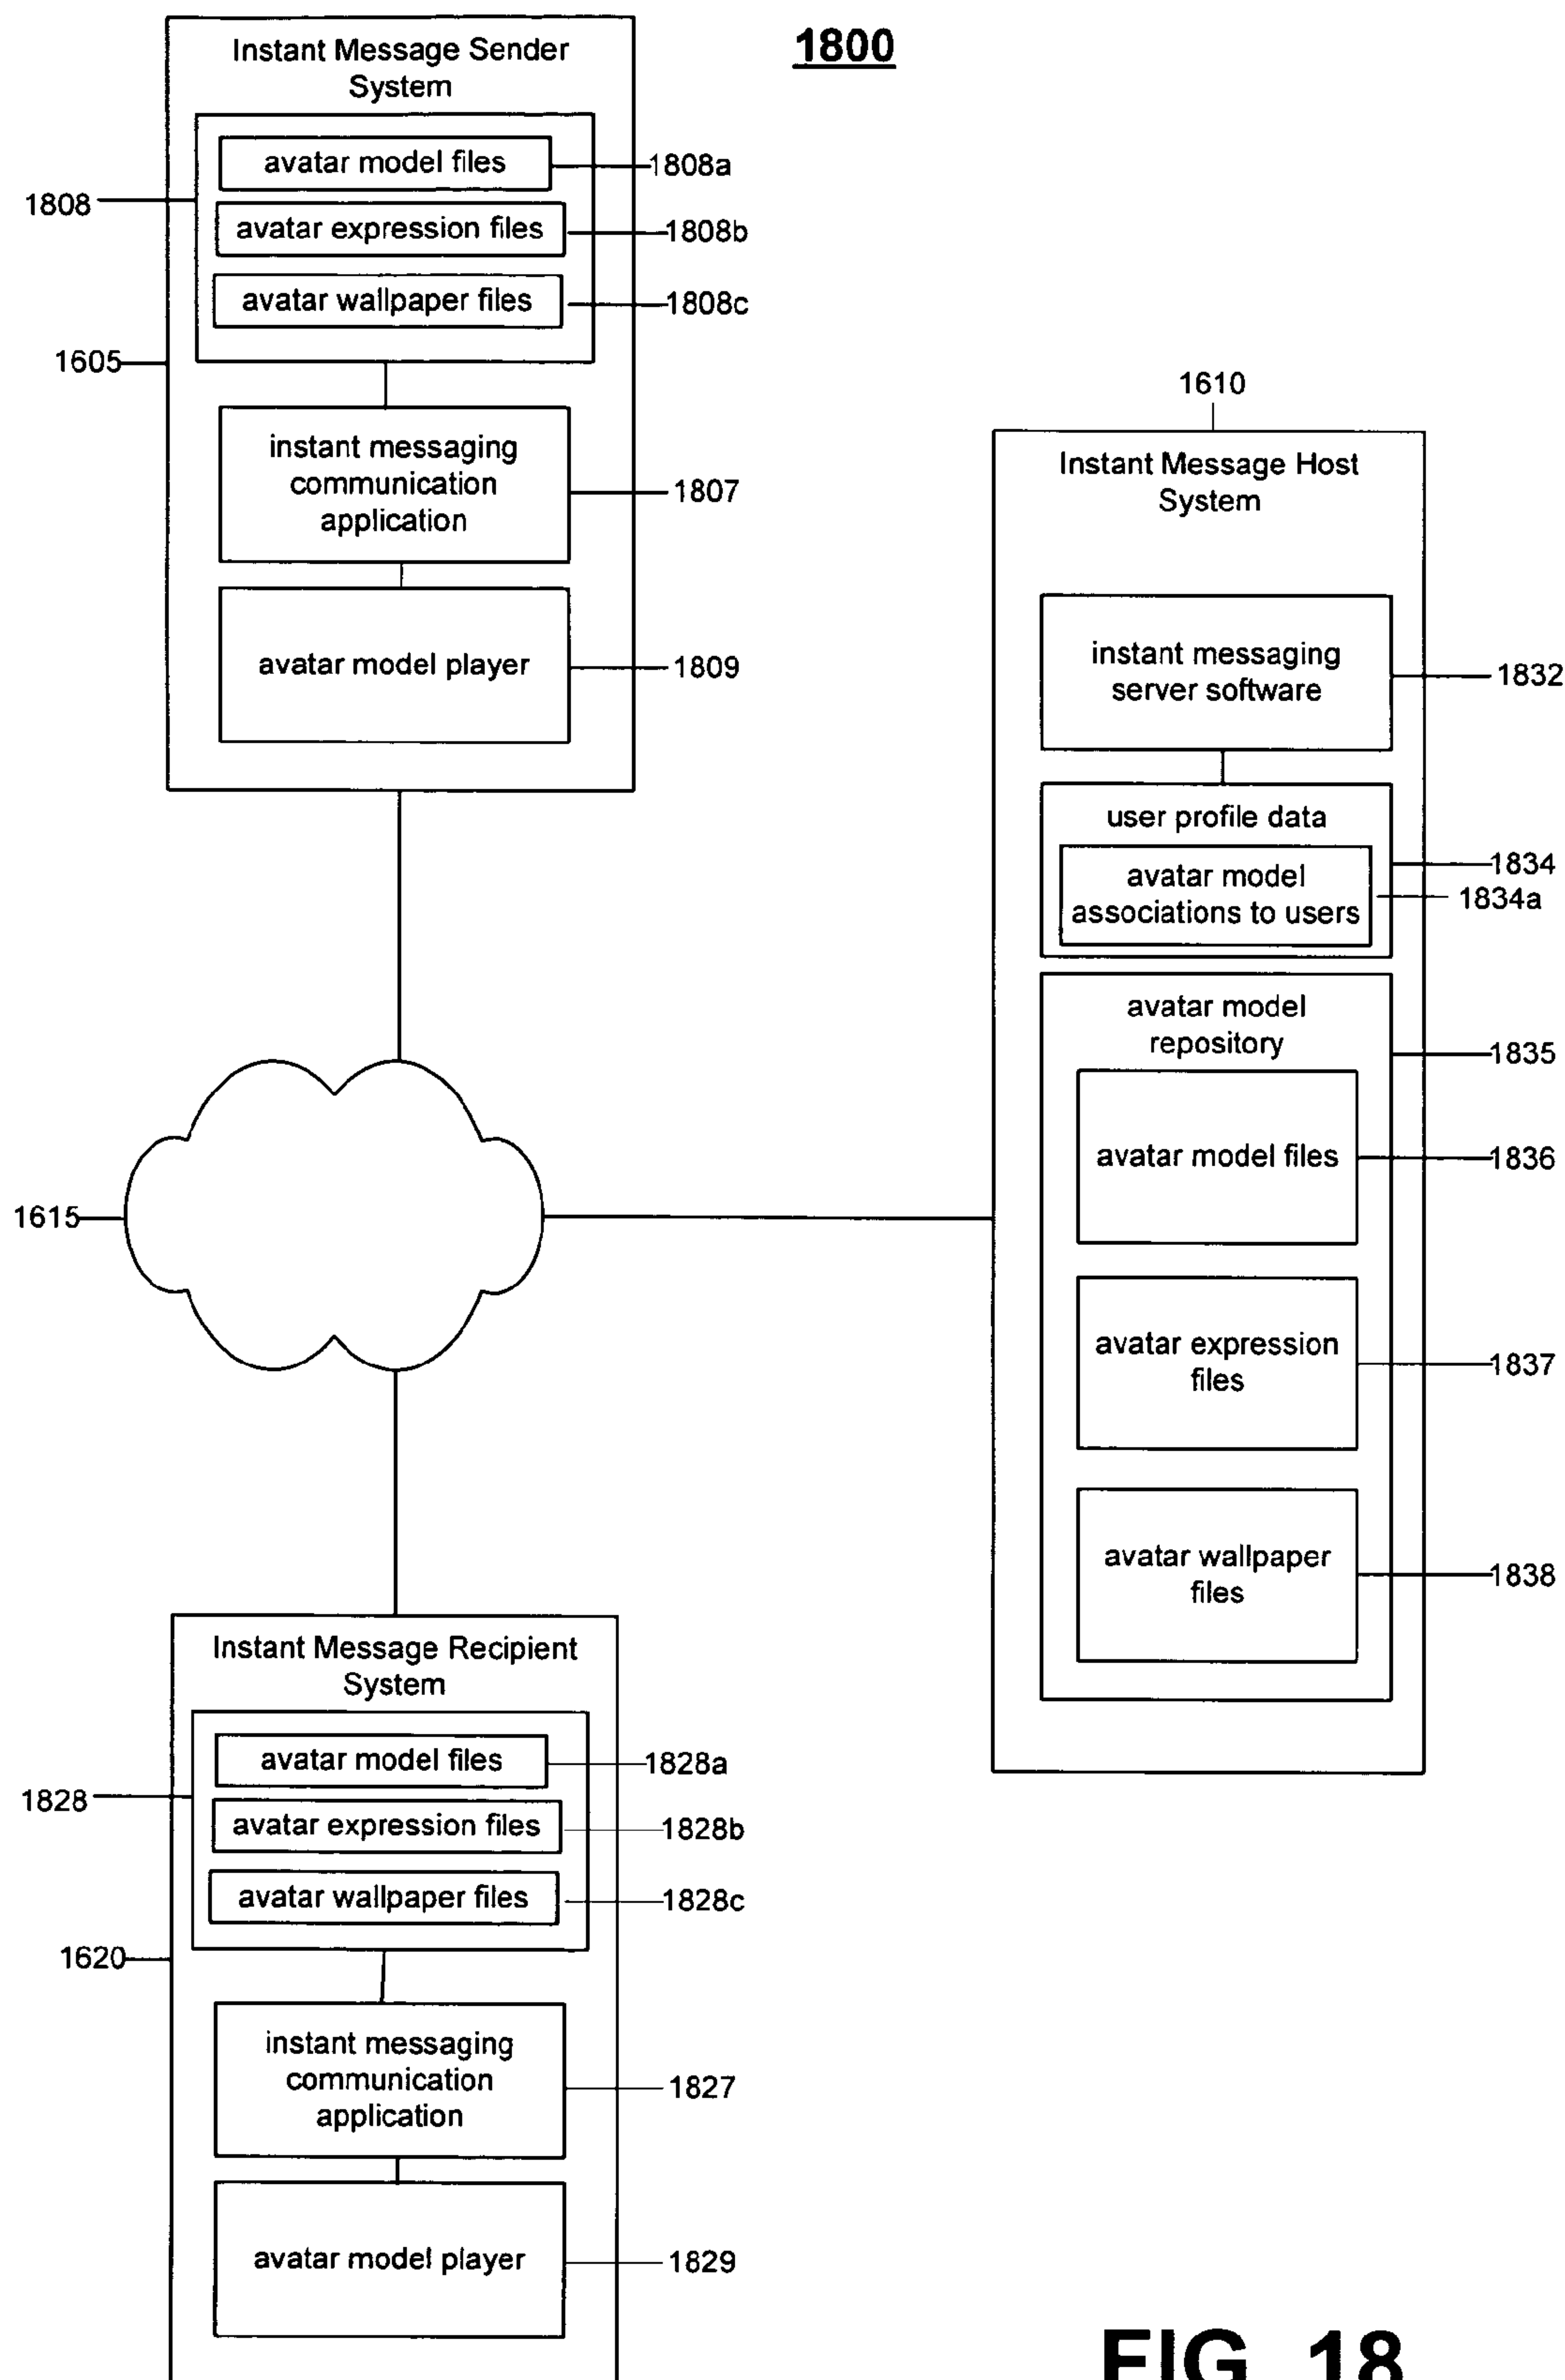 1800
Instant Message Sender
System
avatar model files
1808a
1808
avatar expression files
1808b
avatar wallpaper files
1808c
1605
instant messaging
communication
application
1807
avatar model player
1809
1610
Instant Message Host
System
instant messaging
server software
1832
user profile data
1834
avatar model
associations to users
1834a
avatar model
repository
1835
avatar model files
1836
1615
avatar expression
files
1837
avatar wallpaper
files
1838
Instant Message Recipient
System
avatar model files
1828a
1828
avatar expression files
1828b
avatar wallpaper files
1828c
1620
instant messaging
communication
application
1827
avatar model player
1829
FIG. 18